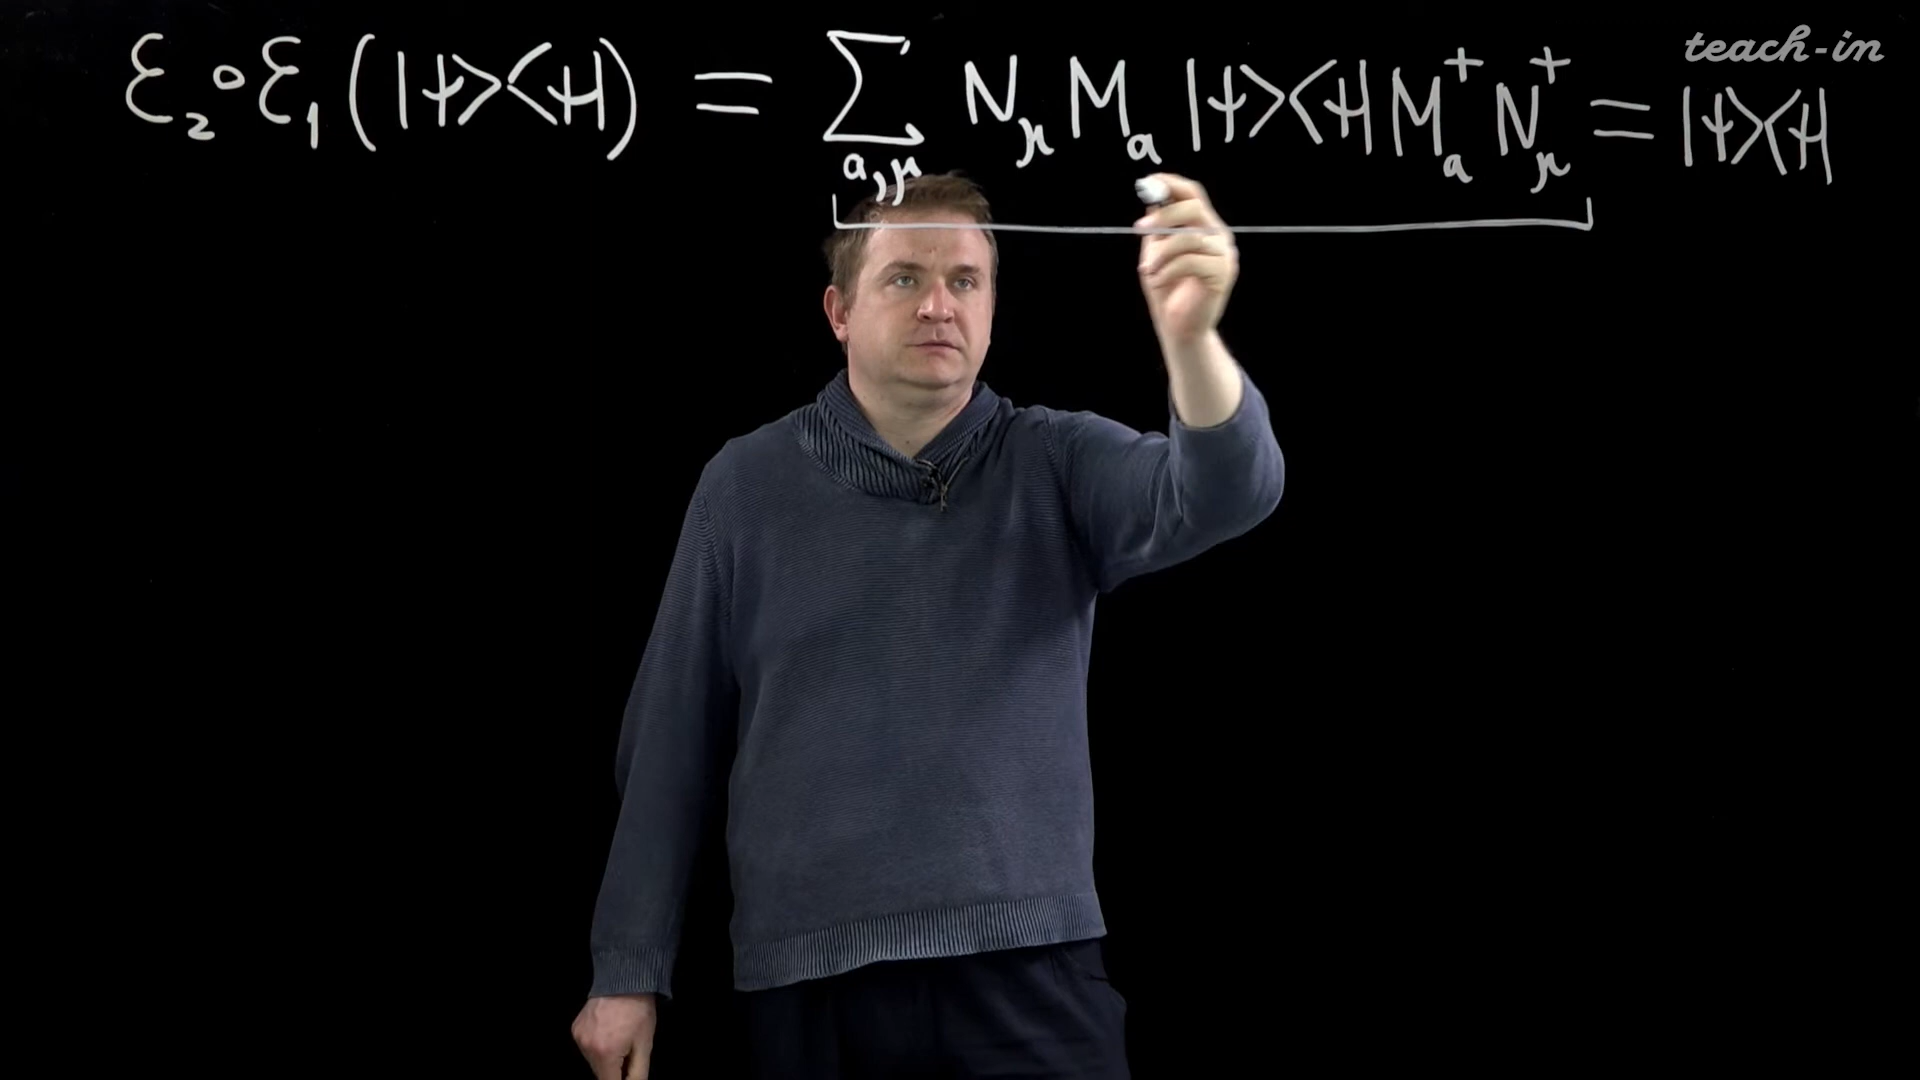 ℰ₂∘ℰ₁(|ψ⟩⟨ψ|) = ∑_{a,μ} N_μ M_a |ψ⟩⟨ψ| M_a^+ N_μ^+ = |ψ⟩⟨ψ|
teach-in